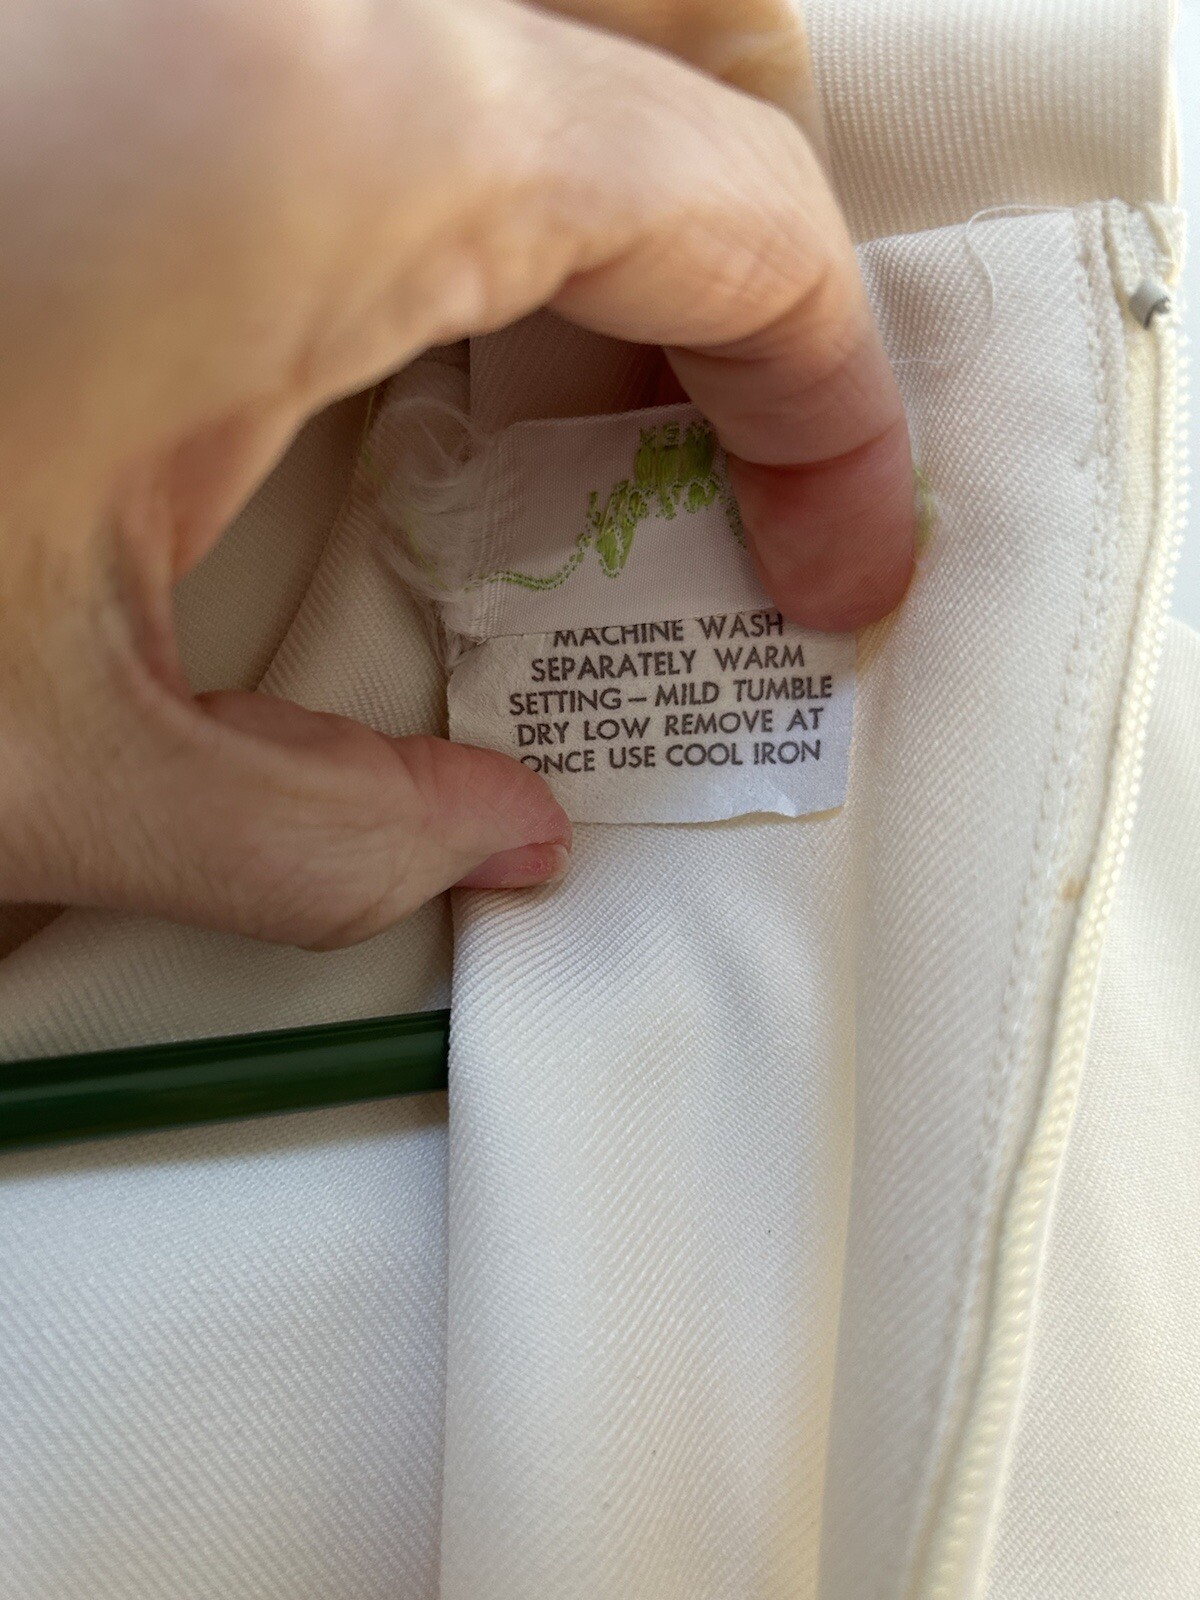 MACHINE WASH
SEPARATELY WARM
SETTING – MILD TUMBLE
DRY LOW REMOVE AT
ONCE USE COOL IRON